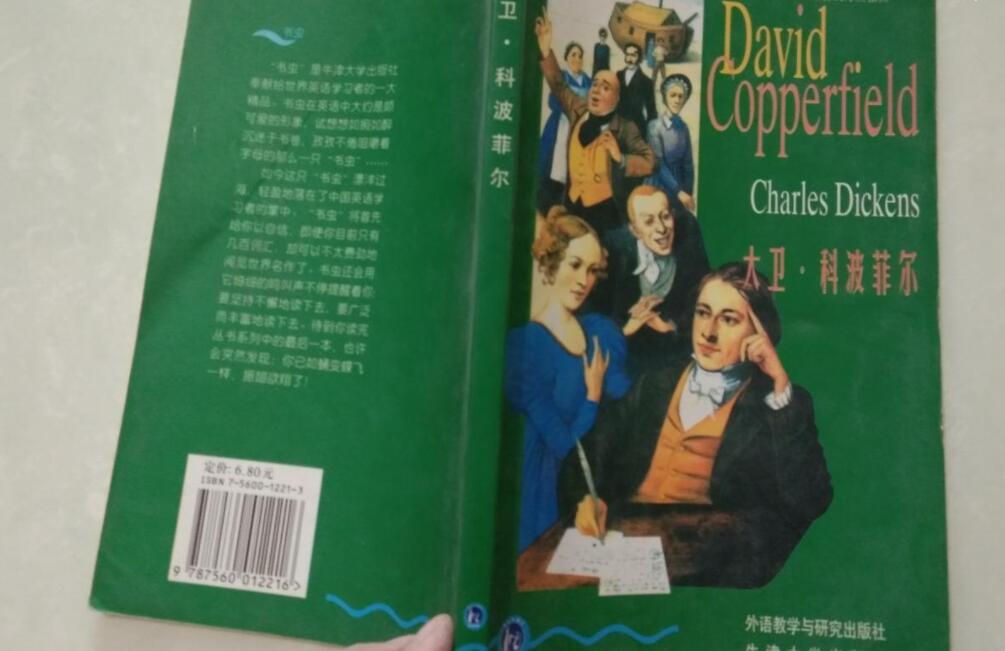 书虫
“书虫”是牛津大学出版社
奉献给世界英语学习者的一大
精品。书虫在英语中大约是颇
可爱的形象。试想想如痴如醉
沉迷于书卷，孜孜不倦咀嚼着
字母的那么一只“书虫”……
如今这只“书虫”漂洋过
海，轻盈地落在了中国英语学
习者的掌中。“书虫”将首先
给你以自信，即使你目前只有
几百词汇，却可以不太费劲地
阅览世界名作了。书虫还会用
它细细的鸣叫声不停提醒着你：
要坚持不懈地读下去，要广泛
而丰富地读下去。待到你读完
丛书系列中的最后一本，也许
会突然发现：你已如蛹变蝶飞
一样，振翅欲翔了！
定价: 6.80元
ISBN 7-5600-1221-3
9 787560 012216 >
卫·科波菲尔
David
Copperfield
Charles Dickens
大卫·科波菲尔
外语教学与研究出版社
牛津大学